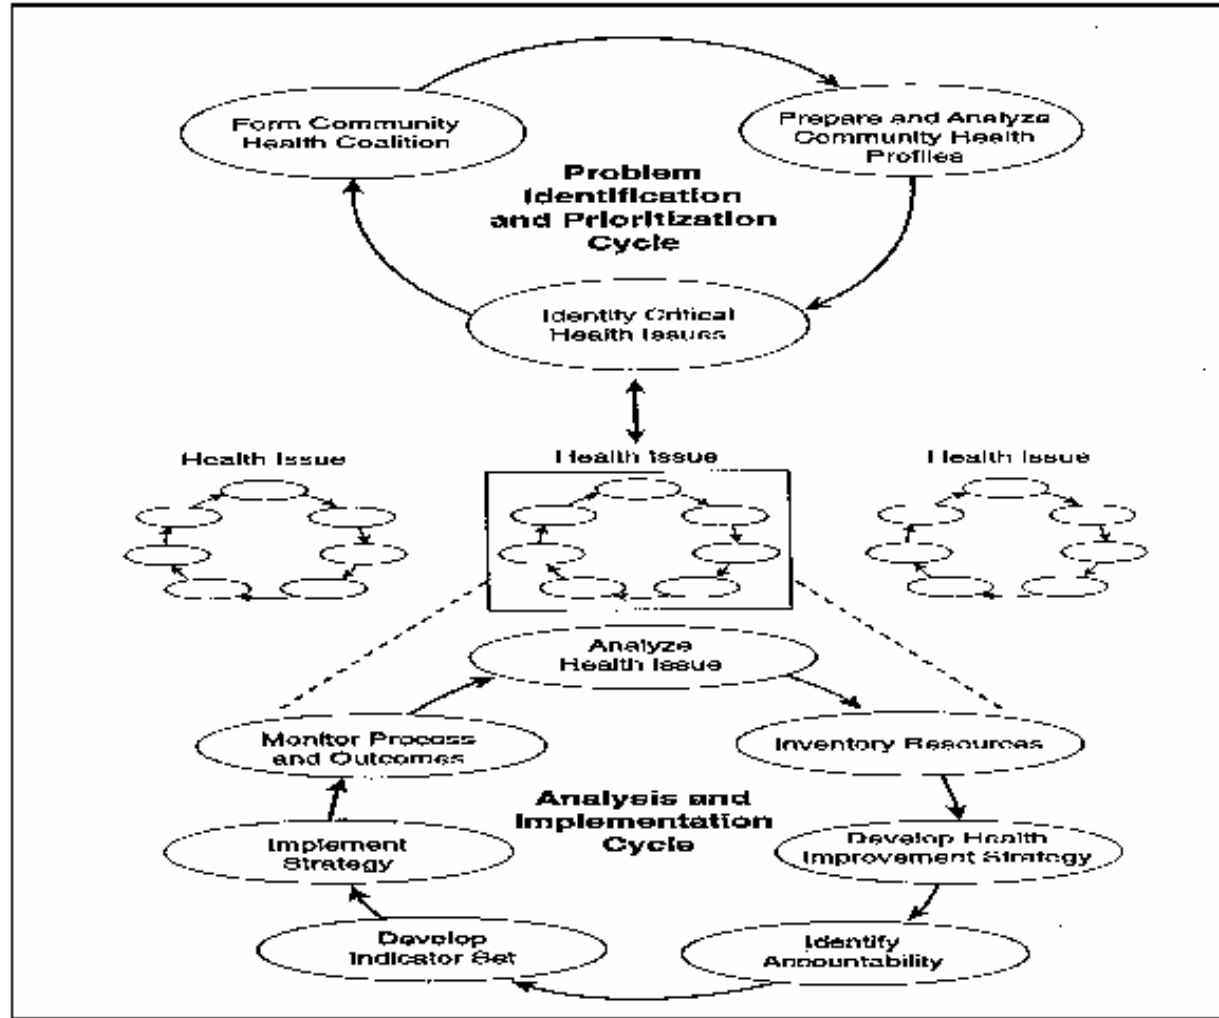 Form Community
Health Coalition
Prepare and Analyze
Community Health
Profiles
Problem
Identification
and Prioritization
Cycle
Identify Critical
Health Issues
Health Issue
Health Issue
Health Issue
Analyze
Health Issue
Monitor Process
and Outcomes
Inventory Resources
Analysis and
Implementation
Cycle
Implement
Strategy
Develop Health
Improvement Strategy
Develop
Indicator Set
Identify
Accountability